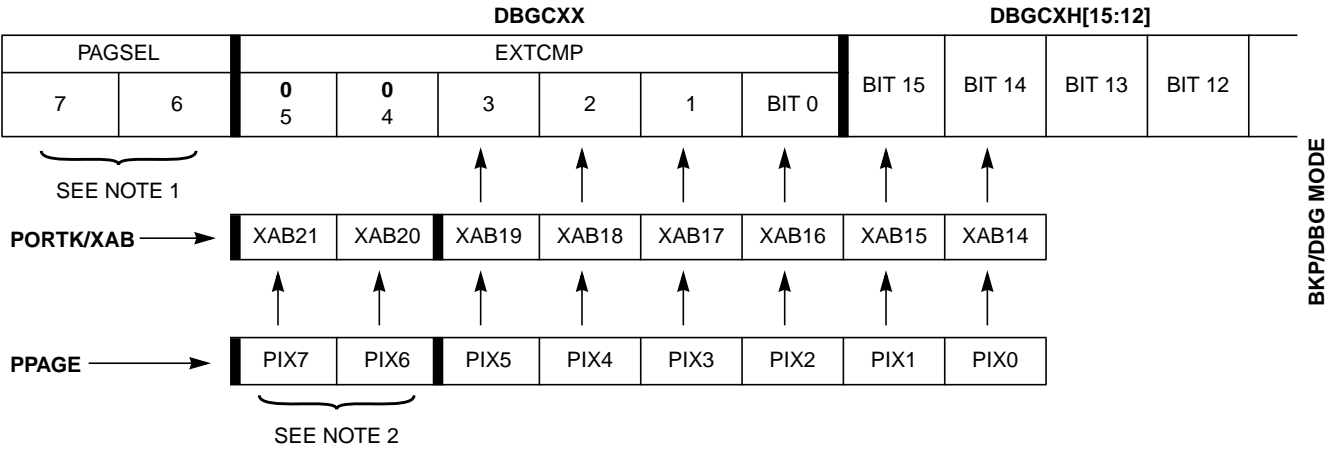 DBGCXX DBGCXH[15:12]
PAGSEL EXTCMP
BIT 15 BIT 14 BIT 13 BIT 12
0 0
7 6 5 4 3 2 1 BIT 0
SEE NOTE 1
PORTK/XAB XAB21 XAB20 XAB19 XAB18 XAB17 XAB16 XAB15 XAB14
PPAGE PIX7 PIX6 PIX5 PIX4 PIX3 PIX2 PIX1 PIX0
SEE NOTE 2
BKP/DBG MODE